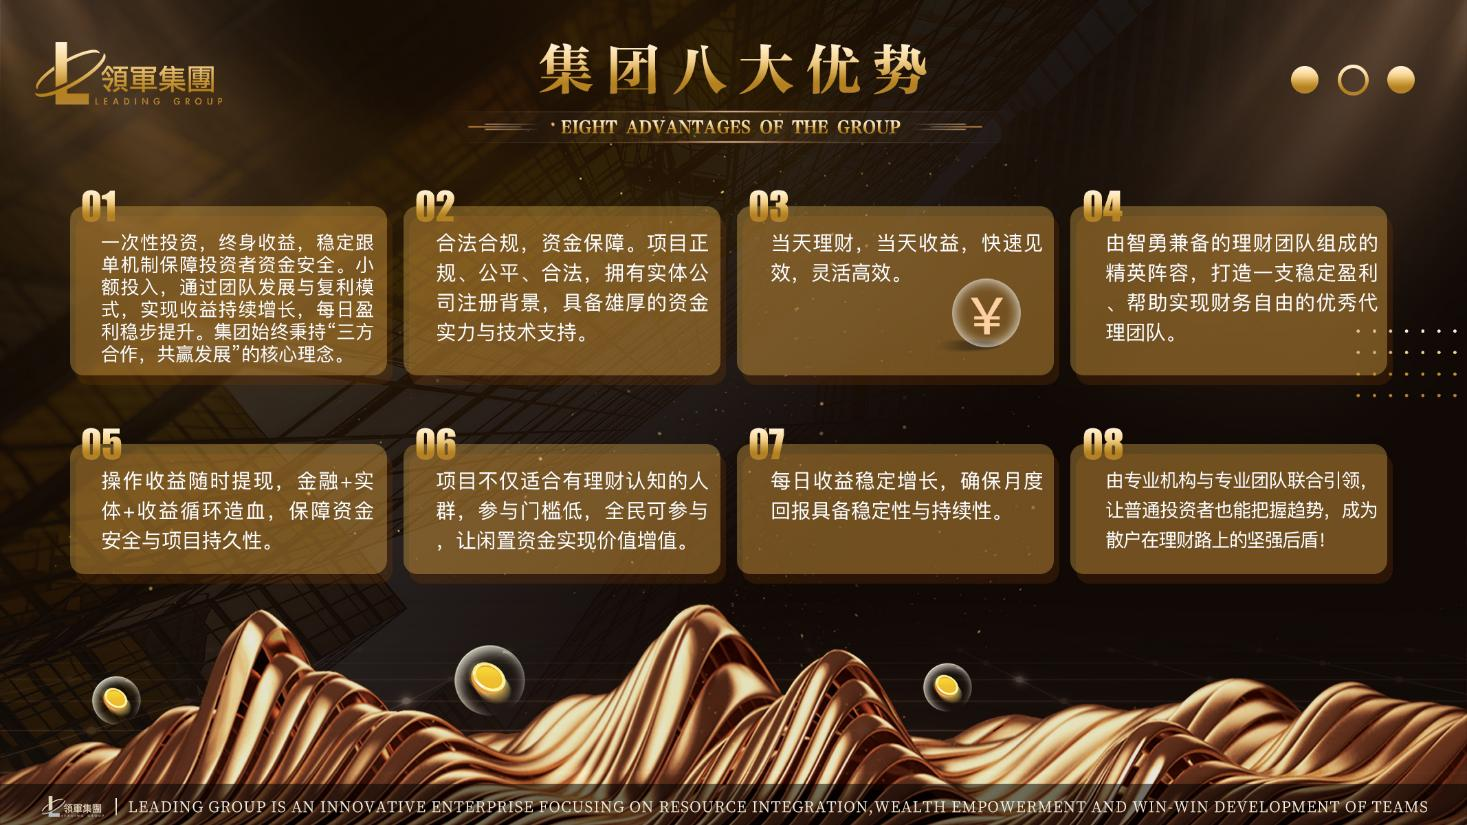 領軍集團
LEADING GROUP
集团八大优势
·EIGHT ADVANTAGES OF THE GROUP
01
一次性投资，终身收益，稳定跟
单机制保障投资者资金安全。小
额投入，通过团队发展与复利模
式，实现收益持续增长，每日盈
利稳步提升。集团始终秉持“三方
合作，共赢发展”的核心理念。
02
合法合规，资金保障。项目正
规、公平、合法，拥有实体公
司注册背景，具备雄厚的资金
实力与技术支持。
03
当天理财，当天收益，快速见
效，灵活高效。
¥
04
由智勇兼备的理财团队组成的
精英阵容，打造一支稳定盈利
、帮助实现财务自由的优秀代
理团队。
05
操作收益随时提现，金融+实
体+收益循环造血，保障资金
安全与项目持久性。
06
项目不仅适合有理财认知的人
群，参与门槛低，全民可参与
，让闲置资金实现价值增值。
07
每日收益稳定增长，确保月度
回报具备稳定性与持续性。
08
由专业机构与专业团队联合引领，
让普通投资者也能把握趋势，成为
散户在理财路上的坚强后盾!
領軍集團
LEADING GROUP IS AN INNOVATIVE ENTERPRISE FOCUSING ON RESOURCE INTEGRATION,WEALTH EMPOWERMENT AND WIN-WIN DEVELOPMENT OF TEAMS